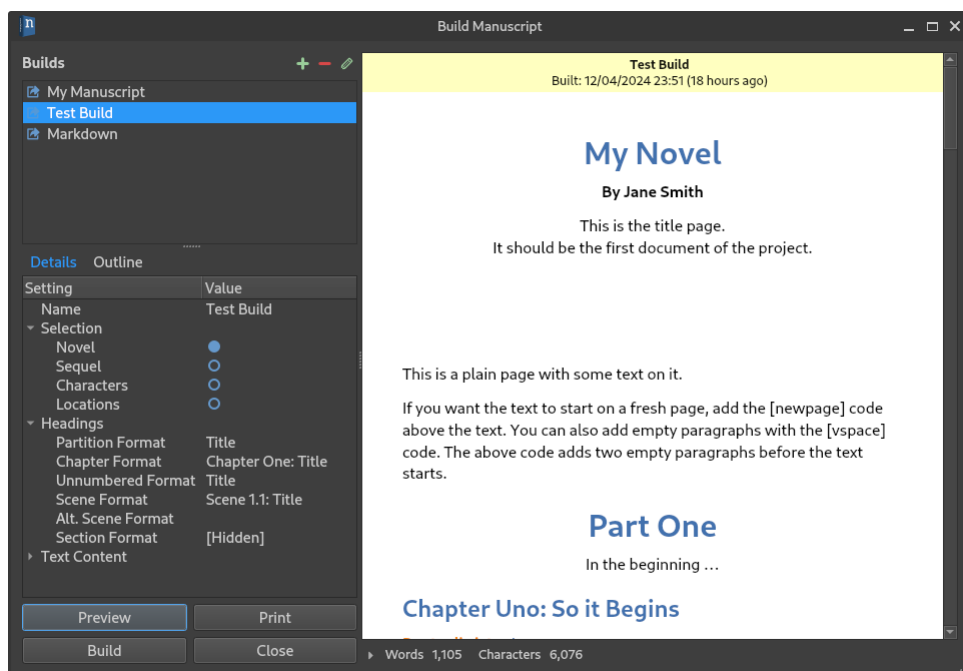 n
Build Manuscript
Builds
My Manuscript
Test Build
Markdown
Details Outline
Setting Value
Name Test Build
Selection
Novel
Sequel
Characters
Locations
Headings
Partition Format Title
Chapter Format Chapter One: Title
Unnumbered Format Title
Scene Format Scene 1.1: Title
Alt. Scene Format
Section Format [Hidden]
Text Content
Preview Print
Build Close
Test Build
Built: 12/04/2024 23:51 (18 hours ago)
My Novel
By Jane Smith
This is the title page.
It should be the first document of the project.
This is a plain page with some text on it.
If you want the text to start on a fresh page, add the [newpage] code
above the text. You can also add empty paragraphs with the [vspace]
code. The above code adds two empty paragraphs before the text
starts.
Part One
In the beginning …
Chapter Uno: So it Begins
Words 1,105 Characters 6,076